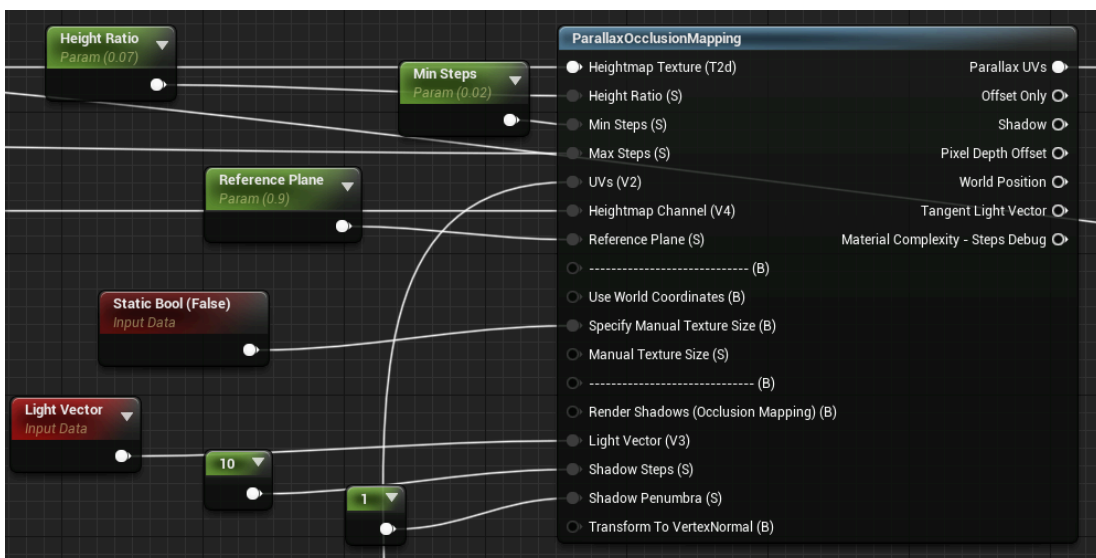 Height Ratio
Param (0.07)
Min Steps
Param (0.02)
Reference Plane
Param (0.9)
Static Bool (False)
Input Data
Light Vector
Input Data
10
1
ParallaxOcclusionMapping
Heightmap Texture (T2d)
Parallax UVs
Height Ratio (S)
Offset Only
Min Steps (S)
Shadow
Max Steps (S)
Pixel Depth Offset
UVs (V2)
World Position
Heightmap Channel (V4)
Tangent Light Vector
Reference Plane (S)
Material Complexity - Steps Debug
------------------------------ (B)
Use World Coordinates (B)
Specify Manual Texture Size (B)
Manual Texture Size (S)
------------------------------- (B)
Render Shadows (Occlusion Mapping) (B)
Light Vector (V3)
Shadow Steps (S)
Shadow Penumbra (S)
Transform To VertexNormal (B)